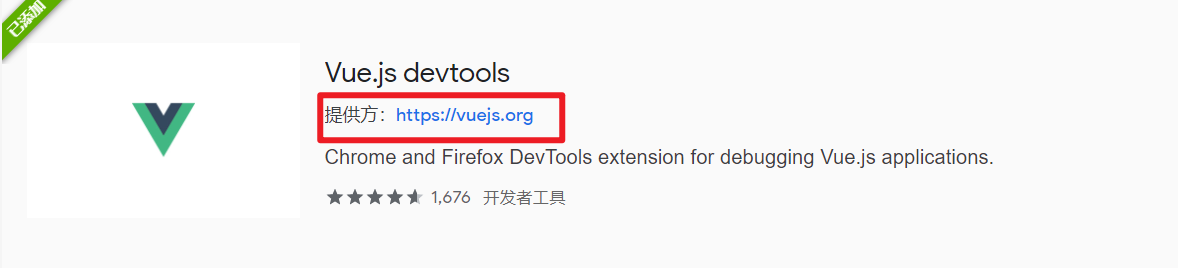 已添加
Vue.js devtools
提供方：https://vuejs.org
Chrome and Firefox DevTools extension for debugging Vue.js applications.
1,676 开发者工具